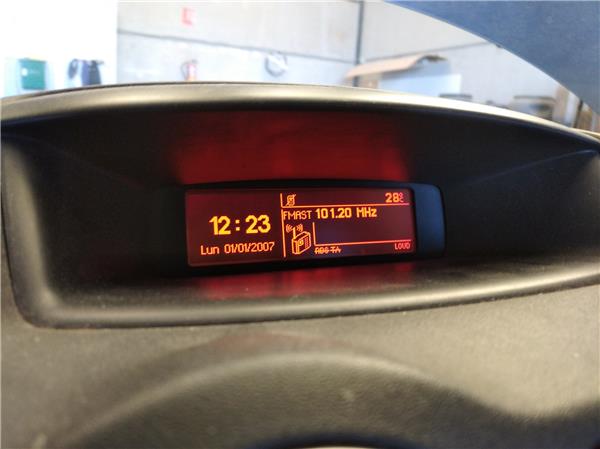 28°C
12:23
FMAST 101.20 MHz
Lun 01/01/2007
RDS TA
LOUD